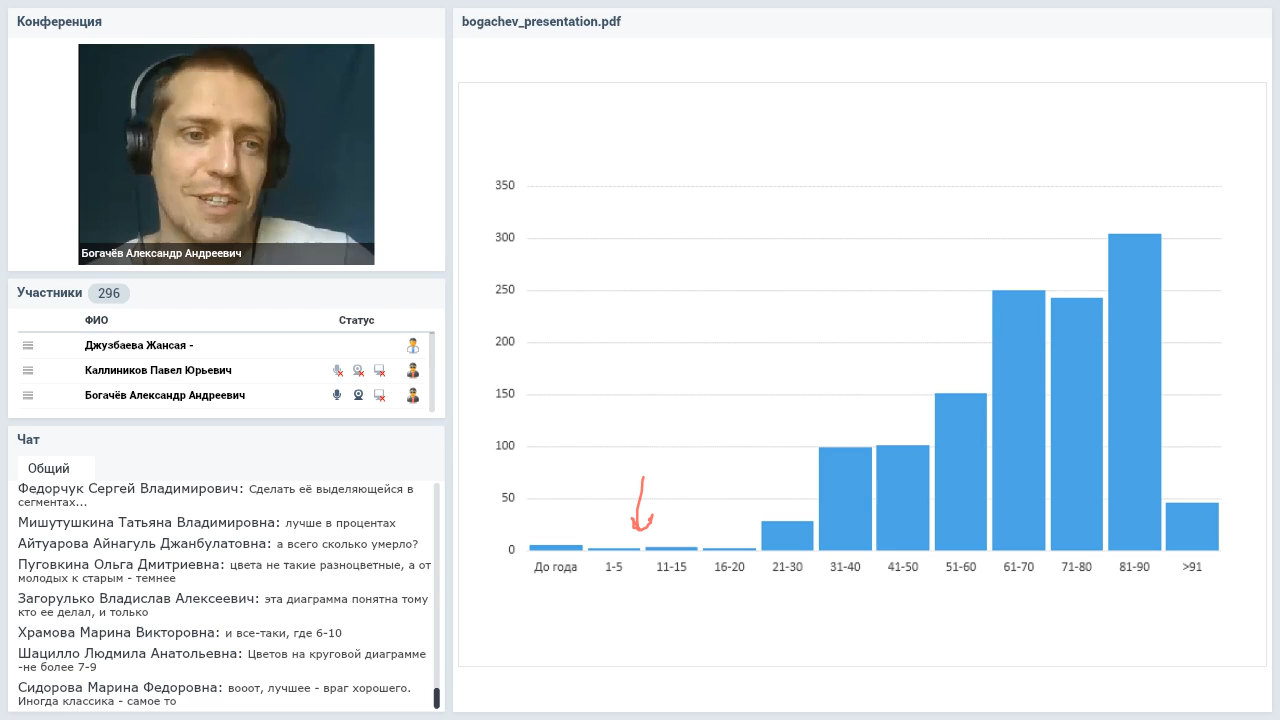 Конференция
Богачёв Александр Андреевич
Участники 296
ФИО Статус
Джузбаева Жансая -
Каллиников Павел Юрьевич
Богачёв Александр Андреевич
Чат
Общий
Федорчук Сергей Владимирович: Сделать её выделяющейся в
сегментах...
Мишутушкина Татьяна Владимировна: лучше в процентах
Айтуарова Айнагуль Джанбулатовна: а всего сколько умерло?
Пуговкина Ольга Дмитриевна: цвета не такие разноцветные, а от
молодых к старым - темнее
Загорулько Владислав Алексеевич: эта диаграмма понятна тому
кто ее делал, и только
Храмова Марина Викторовна: и все-таки, где 6-10
Шацилло Людмила Анатольевна: Цветов на круговой диаграмме
-не более 7-9
Сидорова Марина Федоровна: вооот, лучшее - враг хорошего.
Иногда классика - самое то
bogachev_presentation.pdf
350
300
250
200
150
100
50
0
До года 1-5 11-15 16-20 21-30 31-40 41-50 51-60 61-70 71-80 81-90 >91